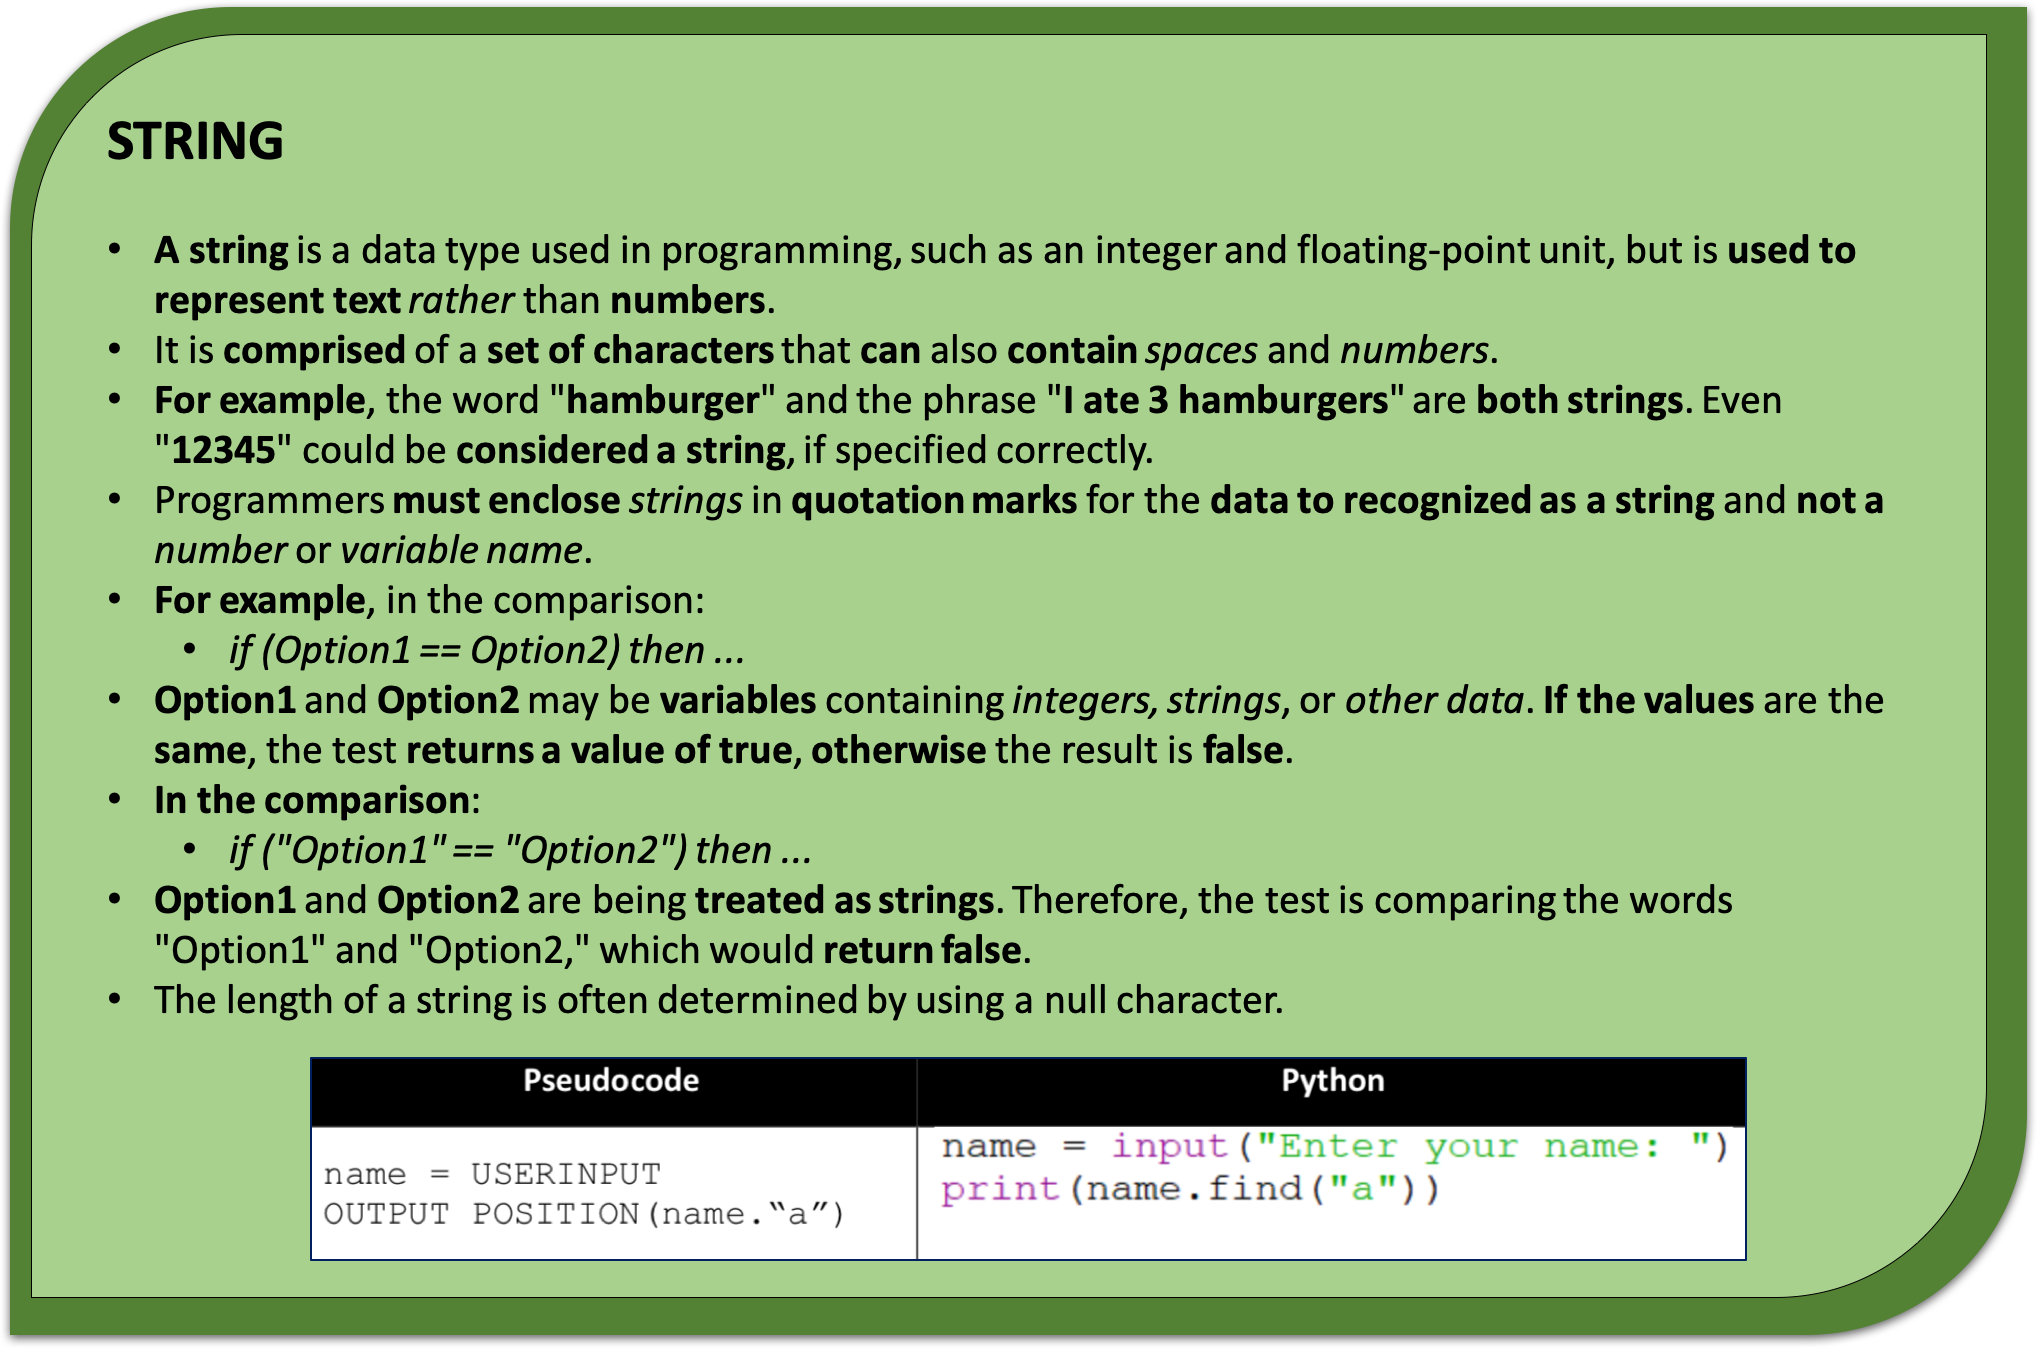 STRING
• A string is a data type used in programming, such as an integer and floating-point unit, but is used to
represent text rather than numbers.
• It is comprised of a set of characters that can also contain spaces and numbers.
• For example, the word "hamburger" and the phrase "I ate 3 hamburgers" are both strings. Even
"12345" could be considered a string, if specified correctly.
• Programmers must enclose strings in quotation marks for the data to recognized as a string and not a
number or variable name.
• For example, in the comparison:
• if (Option1 == Option2) then ...
• Option1 and Option2 may be variables containing integers, strings, or other data. If the values are the
same, the test returns a value of true, otherwise the result is false.
• In the comparison:
• if ("Option1" == "Option2") then ...
• Option1 and Option2 are being treated as strings. Therefore, the test is comparing the words
"Option1" and "Option2," which would return false.
• The length of a string is often determined by using a null character.
Pseudocode
name = USERINPUT
OUTPUT POSITION(name.“a”)
Python
name = input("Enter your name: ")
print(name.find("a"))